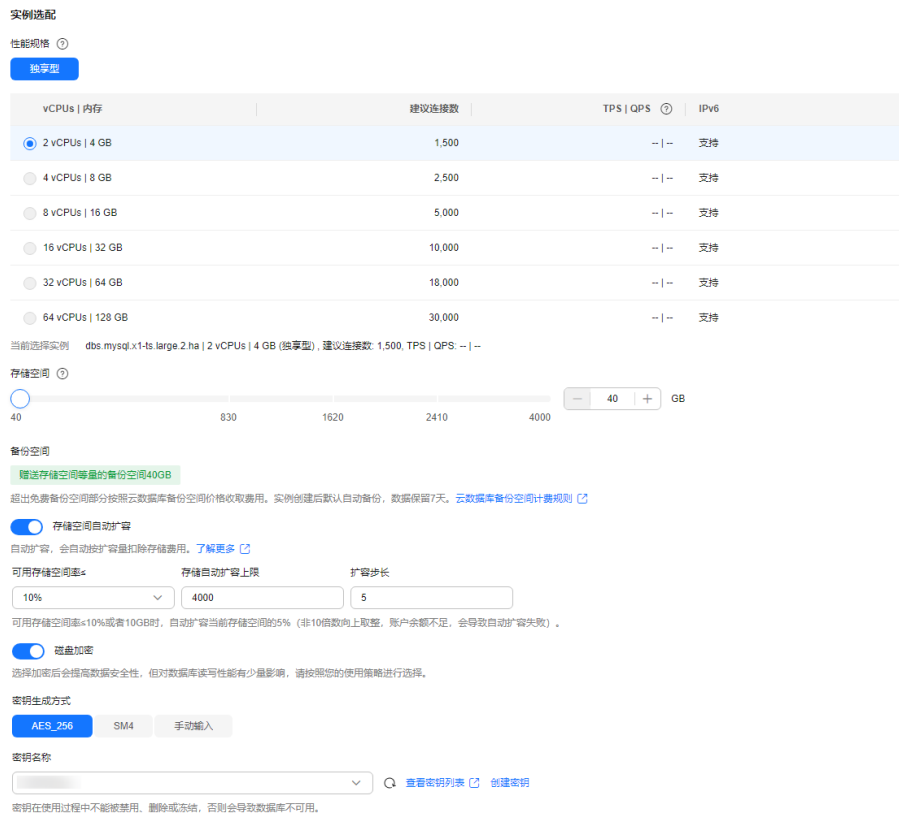 实例选配
性能规格
独享型
vCPUs | 内存 建议连接数 TPS | QPS IPv6
2 vCPUs | 4 GB 1,500 -- | -- 支持
4 vCPUs | 8 GB 2,500 -- | -- 支持
8 vCPUs | 16 GB 5,000 -- | -- 支持
16 vCPUs | 32 GB 10,000 -- | -- 支持
32 vCPUs | 64 GB 18,000 -- | -- 支持
64 vCPUs | 128 GB 30,000 -- | -- 支持
当前选择实例 dbs.mysql.x1-ts.large.2.ha | 2 vCPUs | 4 GB (独享型) , 建议连接数: 1,500, TPS | QPS: -- | --
存储空间
40 GB
40 830 1620 2410 4000
备份空间
赠送存储空间等量的备份空间40GB
超出免费备份空间部分按照云数据库备份空间价格收取费用。实例创建后默认自动备份，数据保留7天。云数据库备份空间计费规则
存储空间自动扩容
自动扩容，会自动按扩容量扣除存储费用。了解更多
可用存储空间率≤ 存储自动扩容上限 扩容步长
10% 4000 5
可用存储空间率≤10%或者10GB时，自动扩容当前存储空间的5%（非10倍数向上取整，账户余额不足，会导致自动扩容失败）。
磁盘加密
选择加密后会提高数据安全性，但对数据库读写性能有少量影响，请按照您的使用策略进行选择。
密钥生成方式
AES_256 SM4 手动输入
密钥名称
查看密钥列表 创建密钥
密钥在使用过程中不能被禁用、删除或冻结，否则会导致数据库不可用。